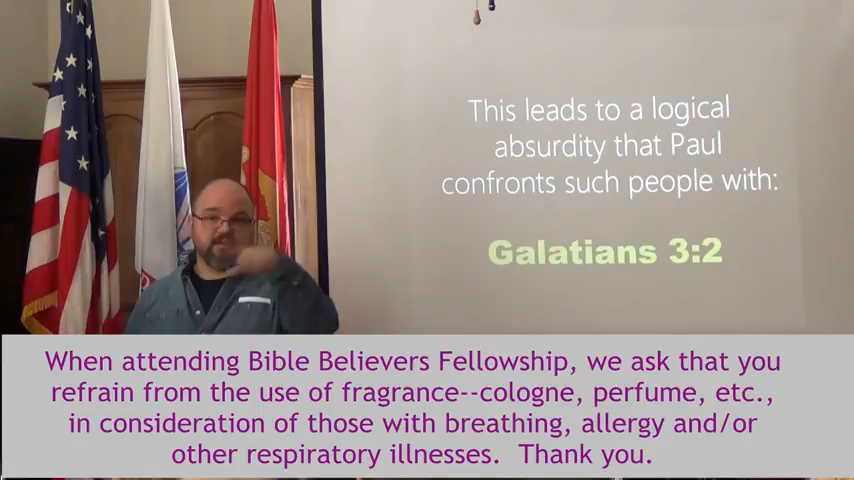 This leads to a logical
absurdity that Paul
confronts such people with:
Galatians 3:2
When attending Bible Believers Fellowship, we ask that you
refrain from the use of fragrance--cologne, perfume, etc.,
in consideration of those with breathing, allergy and/or
other respiratory illnesses.  Thank you.